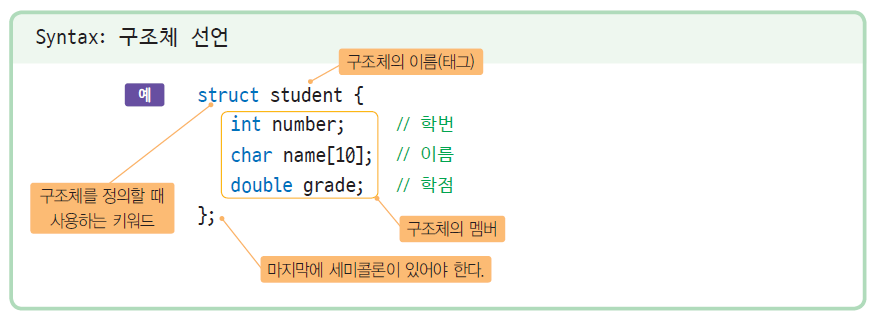 Syntax: 구조체 선언
구조체의 이름(태그)
예
struct student {
int number; // 학번
char name[10]; // 이름
double grade; // 학점
};
구조체를 정의할 때
사용하는 키워드
구조체의 멤버
마지막에 세미콜론이 있어야 한다.